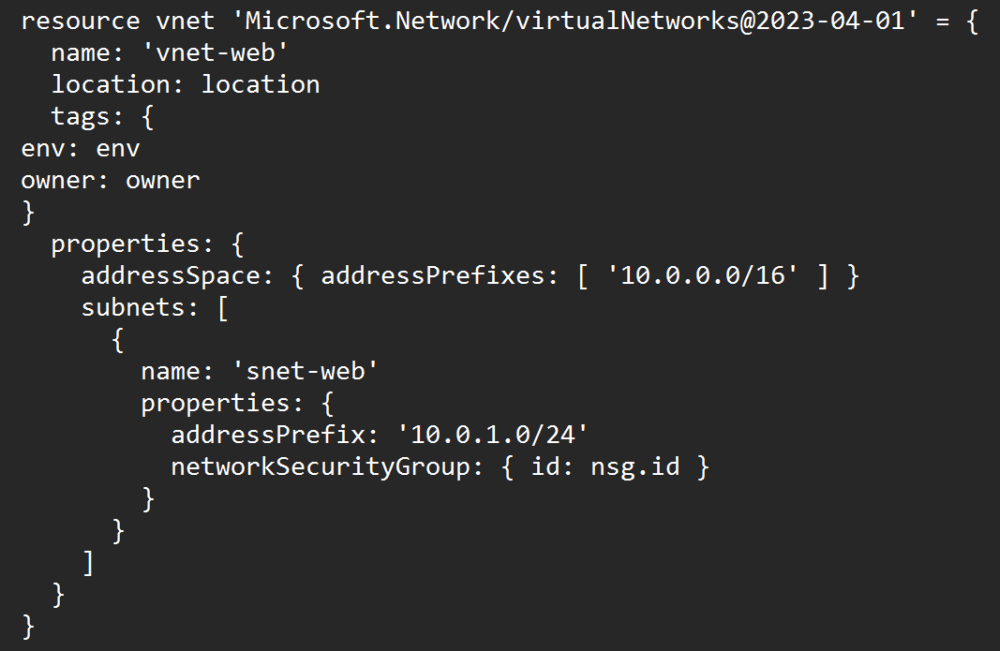 resource vnet 'Microsoft.Network/virtualNetworks@2023-04-01' = {
  name: 'vnet-web'
  location: location
  tags: {
env: env
owner: owner
}
  properties: {
    addressSpace: { addressPrefixes: [ '10.0.0.0/16' ] }
    subnets: [
      {
        name: 'snet-web'
        properties: {
          addressPrefix: '10.0.1.0/24'
          networkSecurityGroup: { id: nsg.id }
        }
      }
    ]
  }
}